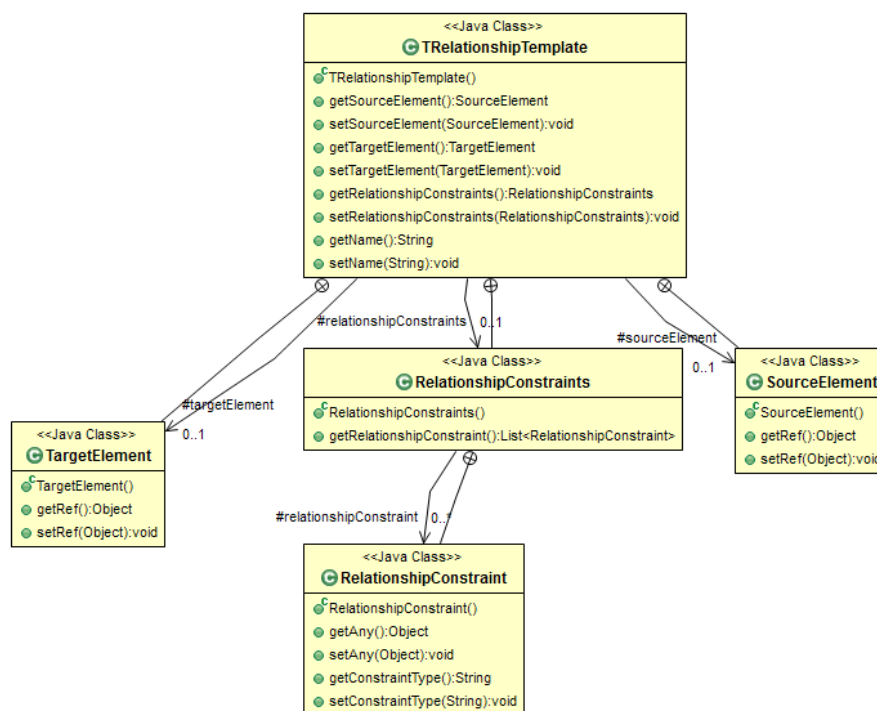 <<Java Class>>
TRelationshipTemplate
TRelationshipTemplate()
getSourceElement():SourceElement
setSourceElement(SourceElement):void
getTargetElement():TargetElement
setTargetElement(TargetElement):void
getRelationshipConstraints():RelationshipConstraints
setRelationshipConstraints(RelationshipConstraints):void
getName():String
setName(String):void
#relationshipConstraints
0..1
#sourceElement
0..1
<<Java Class>>
RelationshipConstraints
RelationshipConstraints()
getRelationshipConstraint():List<RelationshipConstraint>
<<Java Class>>
SourceElement
SourceElement()
getRef():Object
setRef(Object):void
#targetElement
0..1
<<Java Class>>
TargetElement
TargetElement()
getRef():Object
setRef(Object):void
#relationshipConstraint
0..*
<<Java Class>>
RelationshipConstraint
RelationshipConstraint()
getAny():Object
setAny(Object):void
getConstraintType():String
setConstraintType(String):void